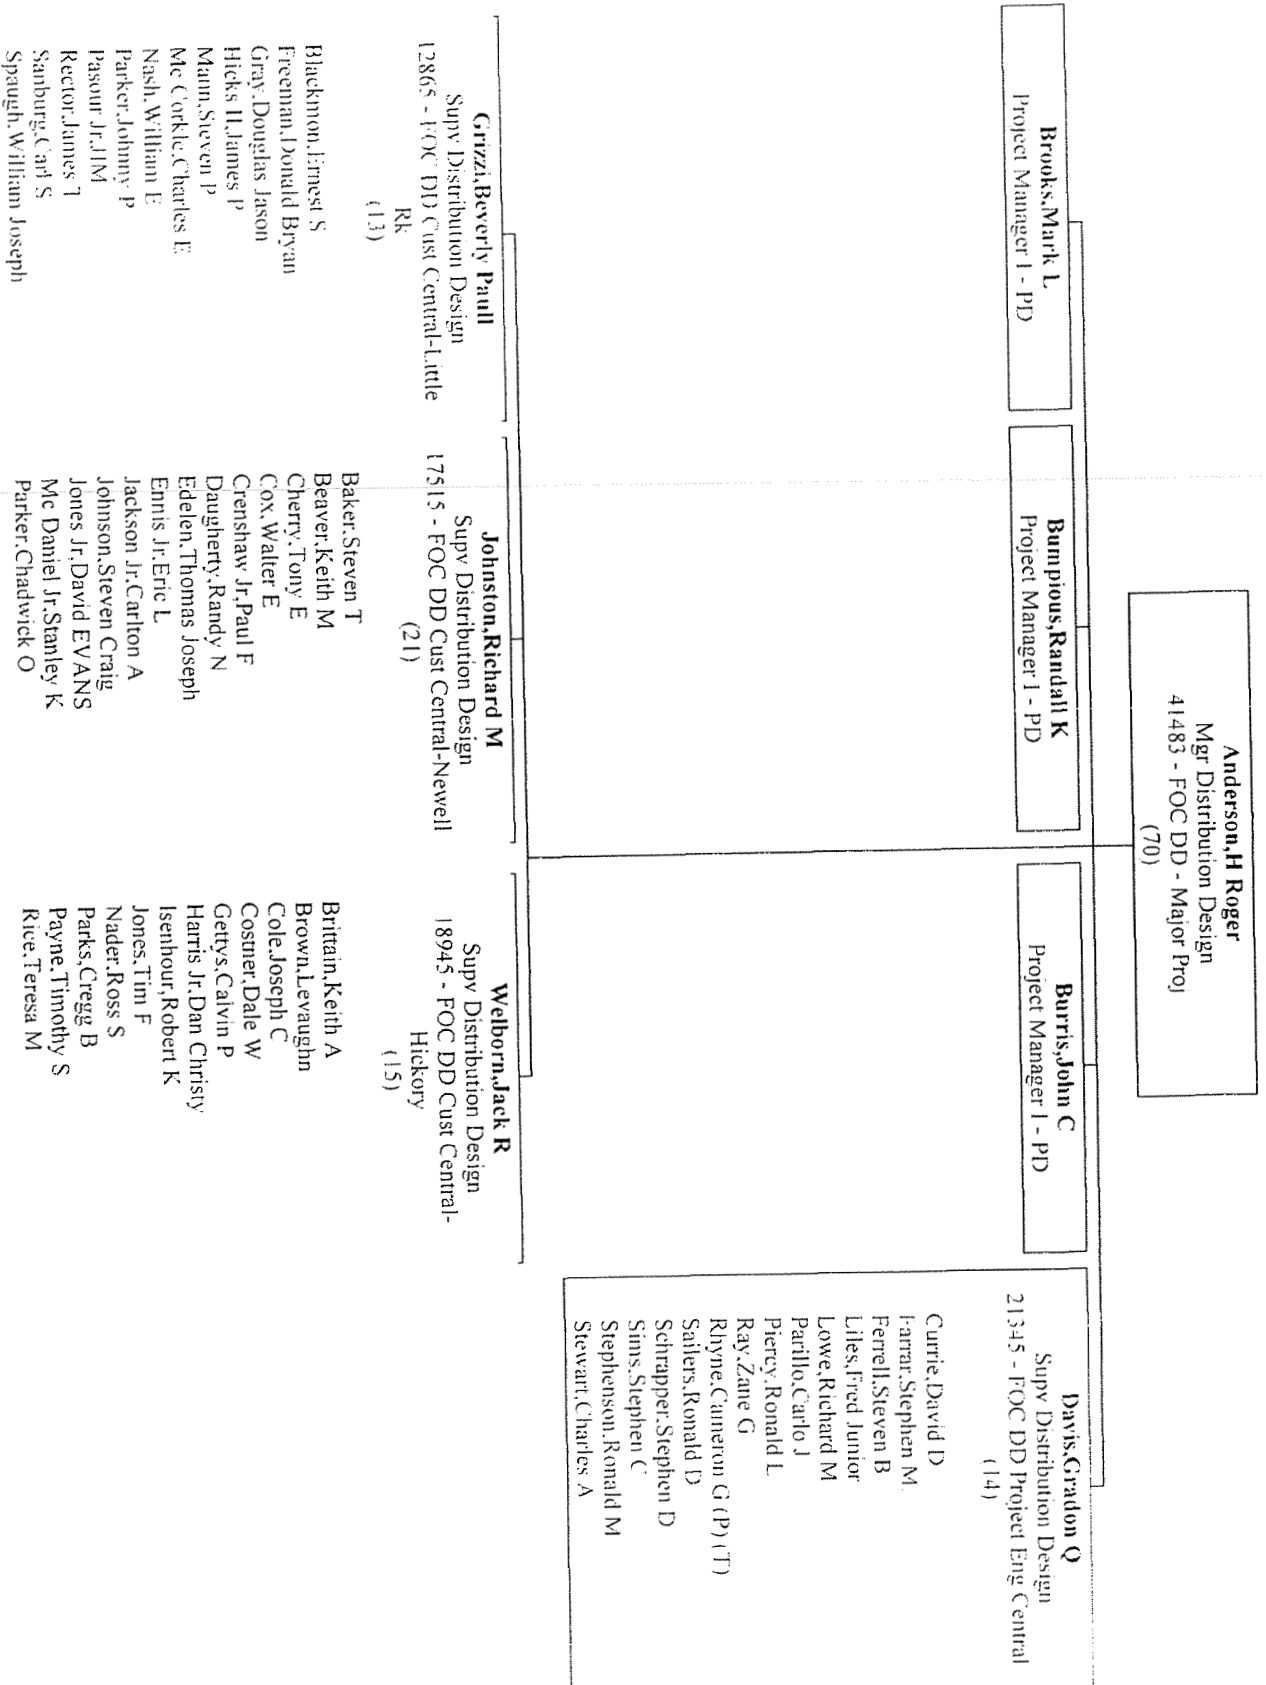 Anderson,H Roger
Mgr Distribution Design
41483 - FOC DD - Major Proj
(70)
Brooks,Mark L
Project Manager I - PD
Bumpious,Randall K
Project Manager I - PD
Burris,John C
Project Manager I - PD
Davis,Gradon Q
Supv Distribution Design
21345 - FOC DD Project Eng Central
(14)
Currie,David D
Farrar,Stephen M
Ferrell,Steven B
Liles,Fred Junior
Lowe,Richard M
Parillo,Carlo J
Piercy,Ronald L
Ray,Zane G
Rhyne,Cameron G (P) (T)
Sailers,Ronald D
Schrapper,Stephen D
Sims,Stephen C
Stephenson,Ronald M
Stewart,Charles A
Grizzi,Beverly Paull
Supv Distribution Design
12865 - FOC DD Cust Central-Little
Rk
(13)
Blackmon,Ernest S
Freeman,Donald Bryan
Gray,Douglas Jason
Hicks II,James P
Mann,Steven P
Mc Corkle,Charles E
Nash,William E
Parker,Johnny P
Pasour Jr,J IM
Rector,James T
Sanburg,Carl S
Spaugh,William Joseph
Johnston,Richard M
Supv Distribution Design
17515 - FOC DD Cust Central-Newell
(21)
Baker,Steven T
Beaver,Keith M
Cherry,Tony E
Cox,Walter E
Crenshaw Jr,Paul F
Daugherty,Randy N
Edelen,Thomas Joseph
Ennis Jr,Eric L
Jackson Jr,Carlton A
Johnson,Steven Craig
Jones Jr,David EVANS
Mc Daniel Jr,Stanley K
Parker,Chadwick O
Welborn,Jack R
Supv Distribution Design
18945 - FOC DD Cust Central-
Hickory
(15)
Brittain,Keith A
Brown,Levaughn
Cole,Joseph C
Costner,Dale W
Gettys,Calvin P
Harris Jr,Dan Christy
Isenhour,Robert K
Jones,Tim F
Nader,Ross S
Parks,Cregg B
Payne,Timothy S
Rice,Teresa M